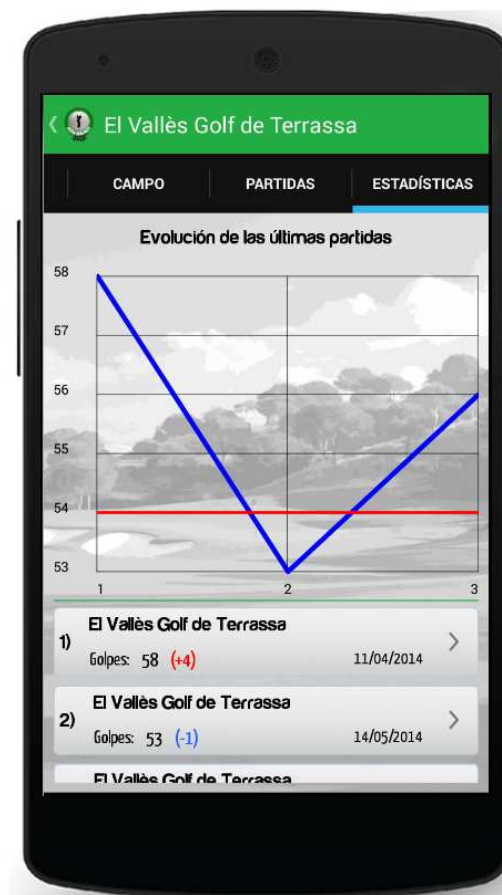 El Vallès Golf de Terrassa
CAMPO PARTIDAS ESTADÍSTICAS
Evolución de las últimas partidas
58
57
56
55
54
53
1 2 3
1) El Vallès Golf de Terrassa
Golpes: 58 (+4) 11/04/2014
2) El Vallès Golf de Terrassa
Golpes: 53 (-1) 14/05/2014
El Vallès Golf de Terrassa